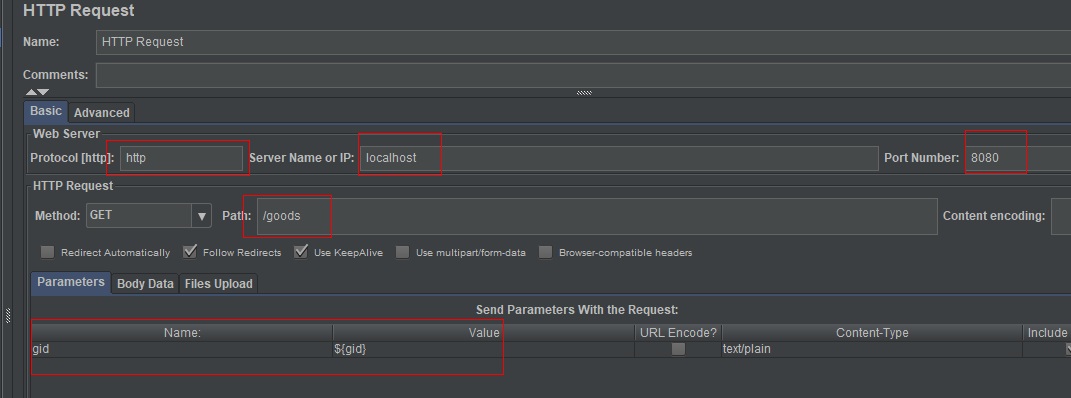 HTTP Request
Name: HTTP Request
Comments:
Basic Advanced
Web Server
Protocol [http]: http Server Name or IP: localhost Port Number: 8080
HTTP Request
Method: GET Path: /goods Content encoding:
Redirect Automatically Follow Redirects Use KeepAlive Use multipart/form-data Browser-compatible headers
Parameters Body Data Files Upload
Send Parameters With the Request:
Name: Value URL Encode? Content-Type Include
gid ${gid} text/plain